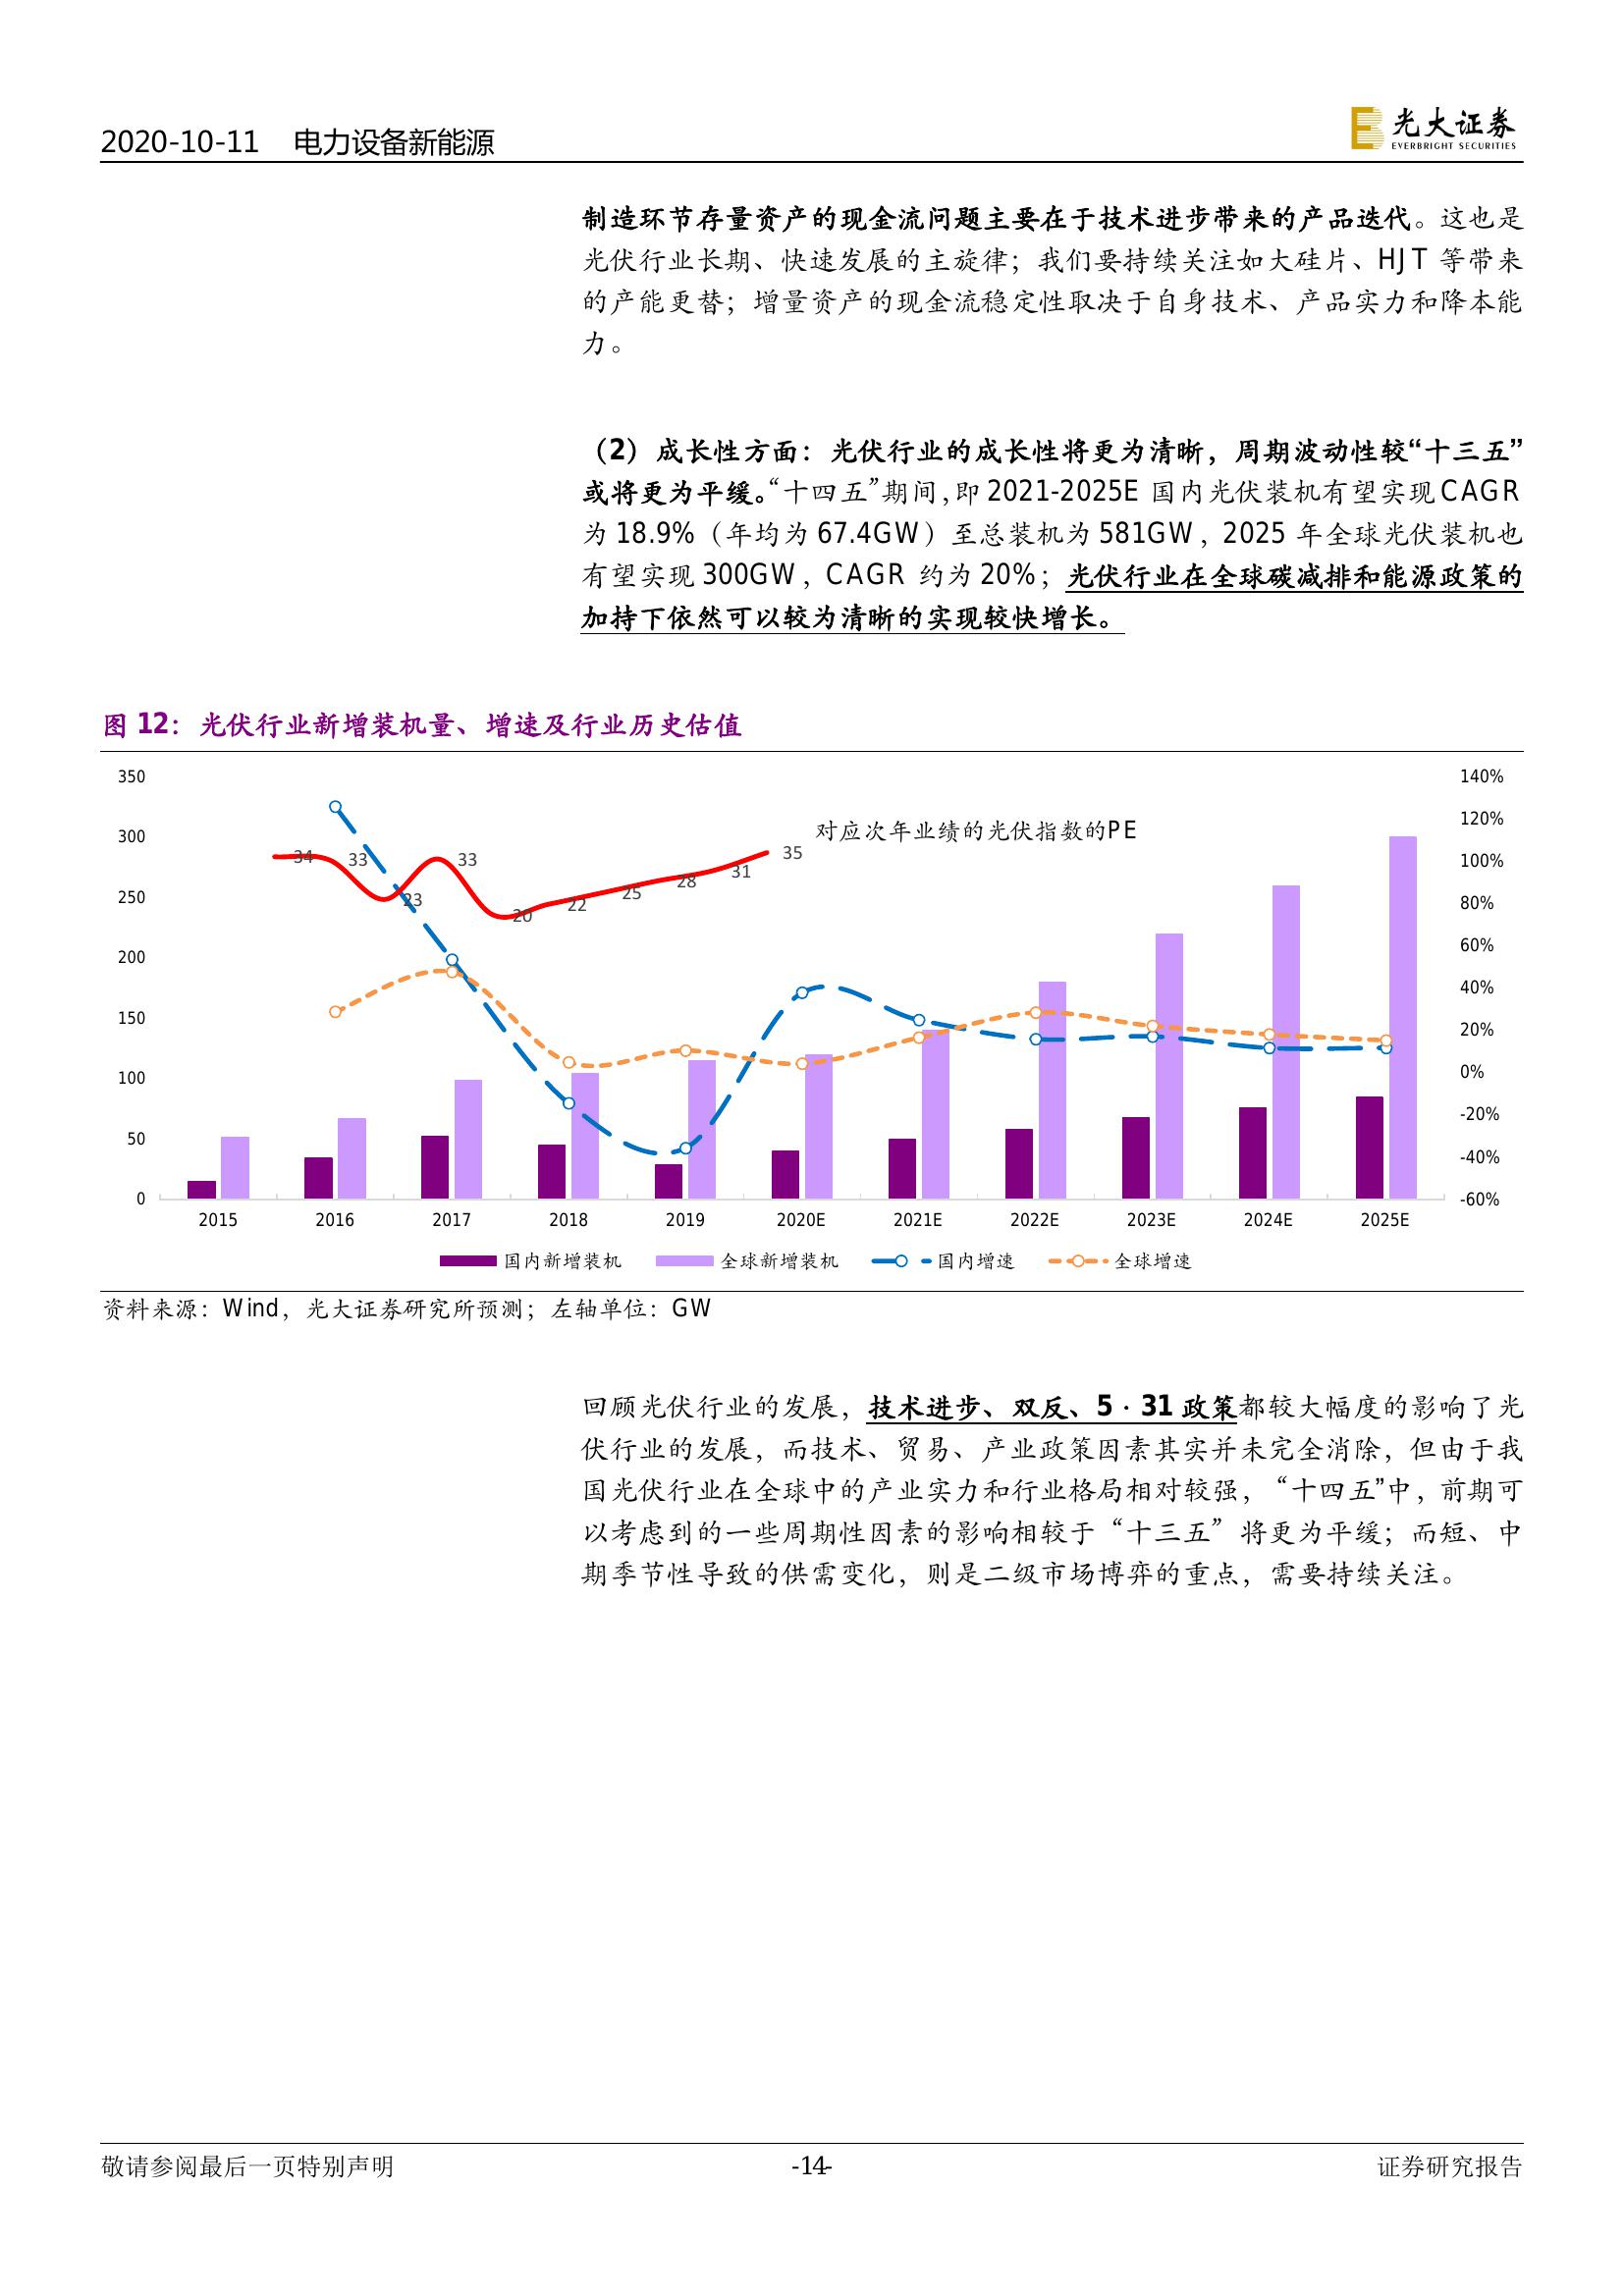 2020-10-11 电力设备新能源
光大证券
EVERBRIGHT SECURITIES
制造环节存量资产的现金流问题主要在于技术进步带来的产品迭代。这也是
光伏行业长期、快速发展的主旋律；我们要持续关注如大硅片、HJT 等带来
的产能更替；增量资产的现金流稳定性取决于自身技术、产品实力和降本能
力。
（2）成长性方面：光伏行业的成长性将更为清晰，周期波动性较“十三五”
或将更为平缓。“十四五”期间，即 2021-2025E 国内光伏装机有望实现 CAGR
为 18.9%（年均为 67.4GW）至总装机为 581GW，2025 年全球光伏装机也
有望实现 300GW，CAGR 约为 20%；光伏行业在全球碳减排和能源政策的
加持下依然可以较为清晰的实现较快增长。
图 12：光伏行业新增装机量、增速及行业历史估值
350
300
250
200
150
100
50
0
140%
120%
100%
80%
60%
40%
20%
0%
-20%
-40%
-60%
对应次年业绩的光伏指数的PE
34
33
23
33
20
22
25
28
31
35
2015 2016 2017 2018 2019 2020E 2021E 2022E 2023E 2024E 2025E
国内新增装机 全球新增装机 国内增速 全球增速
资料来源：Wind，光大证券研究所预测；左轴单位：GW
回顾光伏行业的发展，技术进步、双反、5·31 政策都较大幅度的影响了光
伏行业的发展，而技术、贸易、产业政策因素其实并未完全消除，但由于我
国光伏行业在全球中的产业实力和行业格局相对较强，“十四五”中，前期可
以考虑到的一些周期性因素的影响相较于“十三五”将更为平缓；而短、中
期季节性导致的供需变化，则是二级市场博弈的重点，需要持续关注。
敬请参阅最后一页特别声明 -14- 证券研究报告